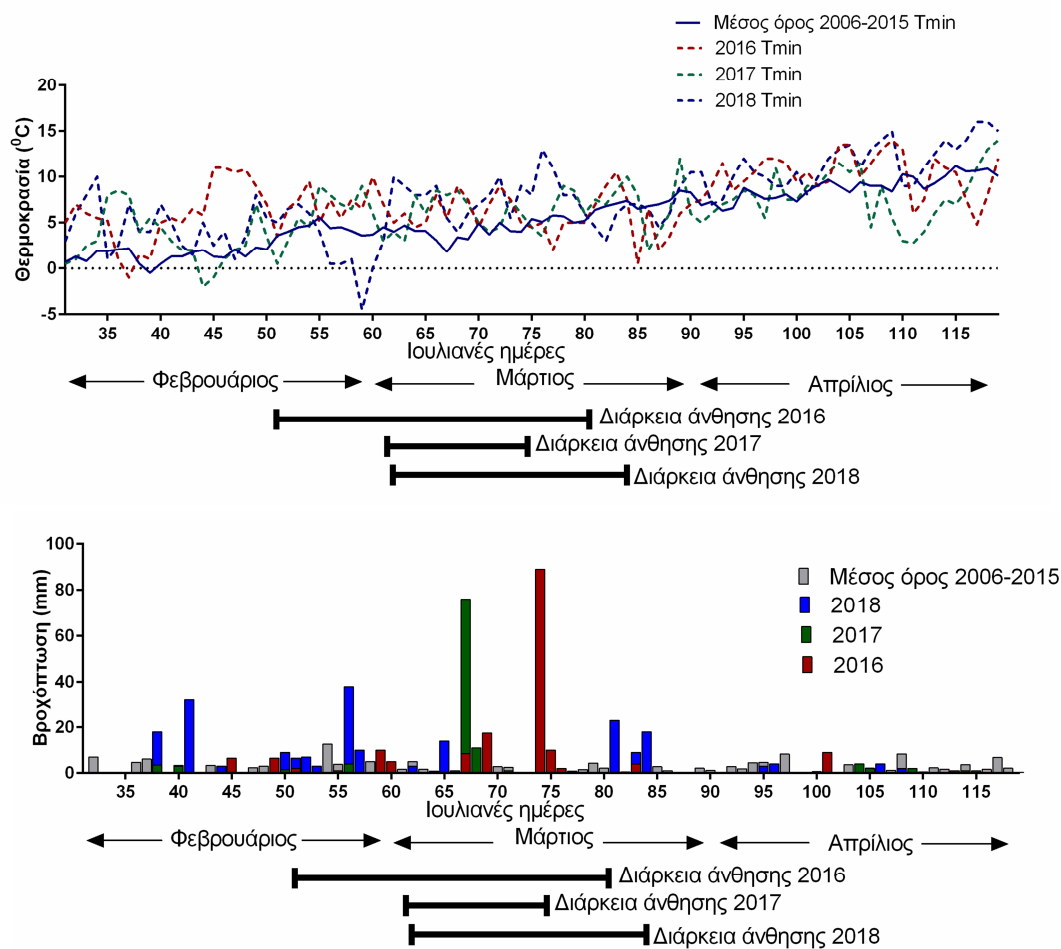 Μέσος όρος 2006-2015 Tmin
2016 Tmin
2017 Tmin
2018 Tmin
Θερμοκρασία (⁰C)
20
15
10
5
0
-5
35 40 45 50 55 60 65 70 75 80 85 90 95 100 105 110 115
Ιουλιανές ημέρες
Φεβρουάριος Μάρτιος Απρίλιος
Διάρκεια άνθησης 2016
Διάρκεια άνθησης 2017
Διάρκεια άνθησης 2018
Βροχόπτωση (mm)
100
80
60
40
20
0
Μέσος όρος 2006-2015
2018
2017
2016
35 40 45 50 55 60 65 70 75 80 85 90 95 100 105 110 115
Ιουλιανές ημέρες
Φεβρουάριος Μάρτιος Απρίλιος
Διάρκεια άνθησης 2016
Διάρκεια άνθησης 2017
Διάρκεια άνθησης 2018